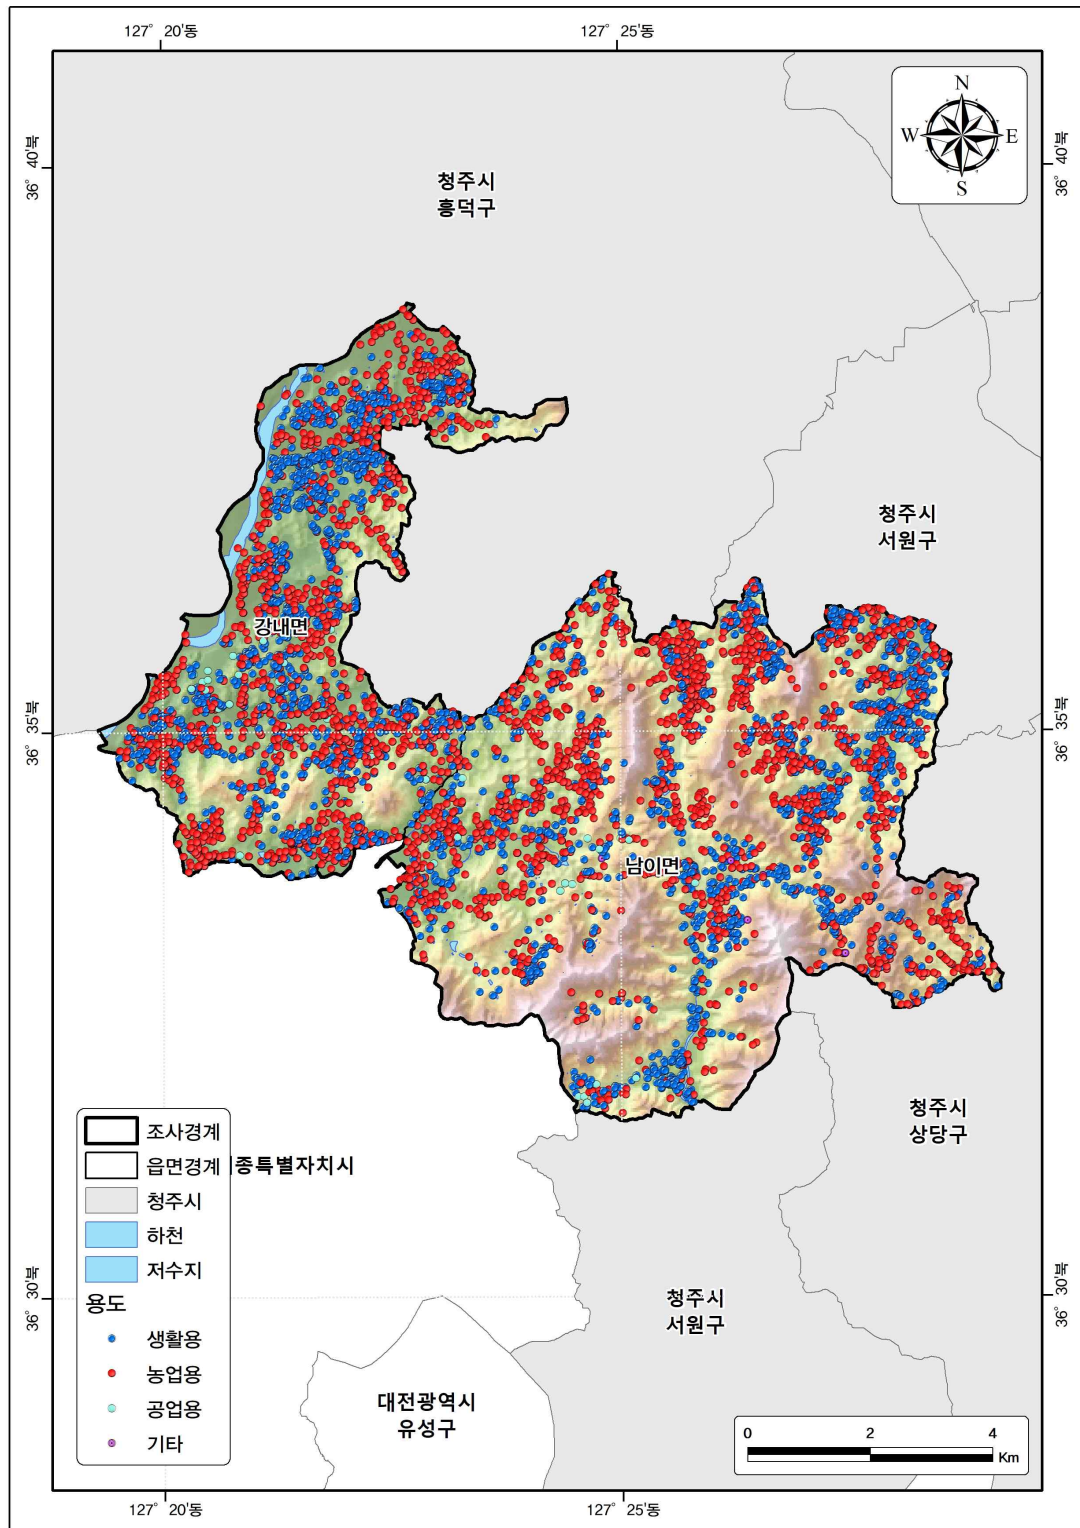 127° 20'동
127° 25'동
N
W
E
S
36° 40'북
36° 40'북
청주시
흥덕구
청주시
서원구
강내면
36° 35'북
36° 35'북
남이면
청주시
상당구
조사경계
읍면경계
종특별자치시
청주시
하천
저수지
용도
생활용
농업용
공업용
기타
36° 30'북
36° 30'북
청주시
서원구
대전광역시
유성구
0
2
4
Km
127° 20'동
127° 25'동